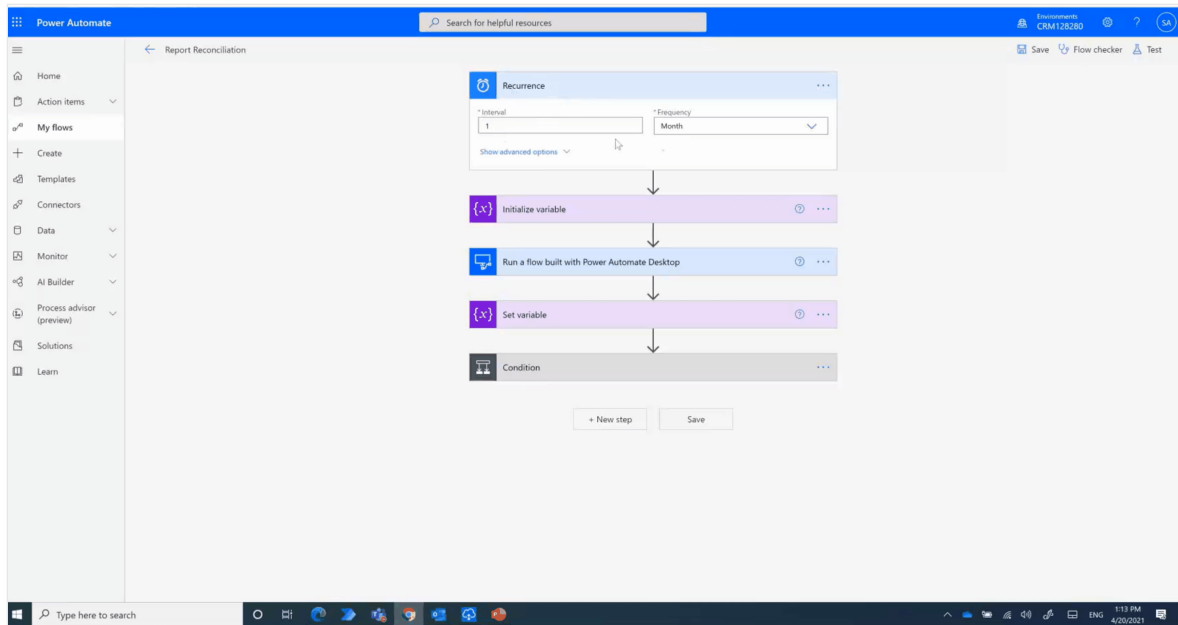 Power Automate
Search for helpful resources
Environments
CRM128280
?
SA
Report Reconciliation
Save
Flow checker
Test
Home
Action items
My flows
Create
Templates
Connectors
Data
Monitor
AI Builder
Process advisor
(preview)
Solutions
Learn
Recurrence
* Interval
* Frequency
1
Month
Show advanced options
{x} Initialize variable
Run a flow built with Power Automate Desktop
{x} Set variable
Condition
+ New step
Save
Type here to search
ENG
1:13 PM
4/20/2021